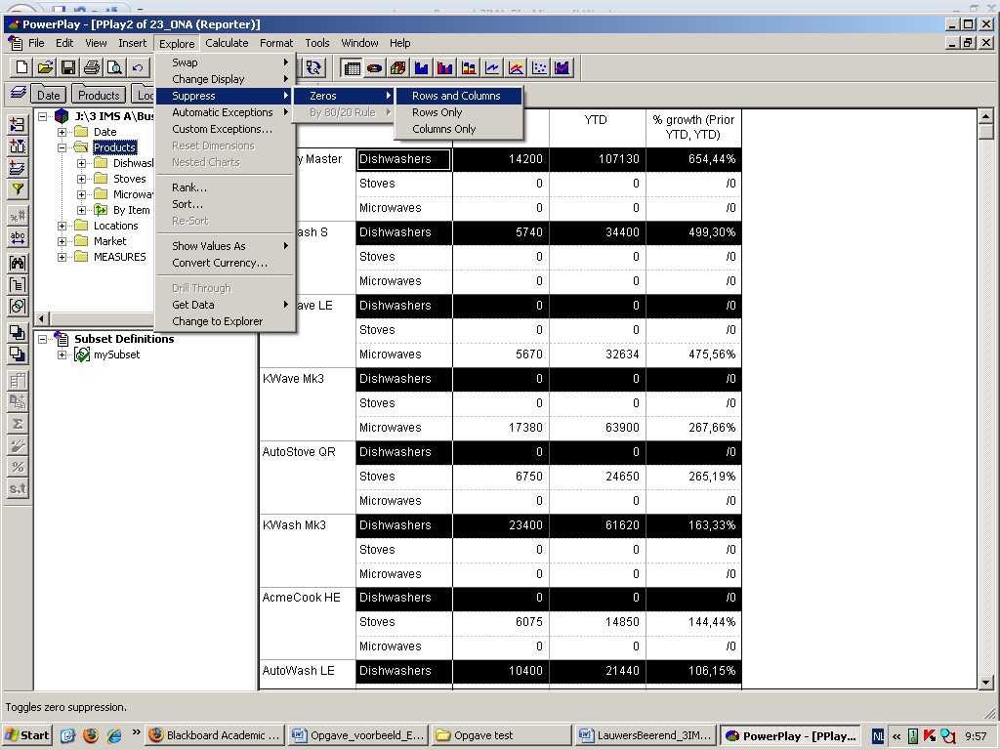 PowerPlay - [PPlay2 of 23_ONA (Reporter)]
File Edit View Insert Explore Calculate Format Tools Window Help
Date Products
Swap
Change Display
Suppress
Automatic Exceptions
Custom Exceptions...
Reset Dimensions
Nested Charts
Rank...
Sort...
Re-Sort
Show Values As
Convert Currency...
Drill Through
Get Data
Change to Explorer
Zeros
By 80/20 Rule
Rows and Columns
Rows Only
Columns Only
J:\3 IMS A\Bus
Date
Products
Dishwasl
Stoves
Microwa
By Item
Locations
Market
MEASURES
Subset Definitions
mySubset
YTD % growth (Prior
YTD, YTD)
y Master Dishwashers 14200 107130 654,44%
Stoves 0 0 /0
Microwaves 0 0 /0
ash S Dishwashers 5740 34400 499,30%
Stoves 0 0 /0
Microwaves 0 0 /0
ave LE Dishwashers 0 0 /0
Stoves 0 0 /0
Microwaves 5670 32634 475,56%
KWave Mk3 Dishwashers 0 0 /0
Stoves 0 0 /0
Microwaves 17380 63900 267,66%
AutoStove QR Dishwashers 0 0 /0
Stoves 6750 24650 265,19%
Microwaves 0 0 /0
KWash Mk3 Dishwashers 23400 61620 163,33%
Stoves 0 0 /0
Microwaves 0 0 /0
AcmeCook HE Dishwashers 0 0 /0
Stoves 6075 14850 144,44%
Microwaves 0 0 /0
AutoWash LE Dishwashers 10400 21440 106,15%
%#
abc
Σ
%
s.t
Toggles zero suppression.
Start » Blackboard Academic ... Opgave_voorbeeld_E... Opgave test LauwersBeerend_3IM... PowerPlay - [PPlay... NL « 9:57